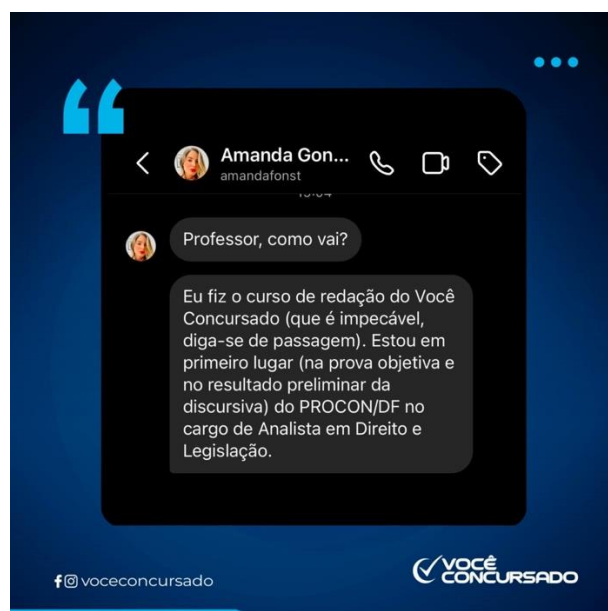 Amanda Gon...
amandafonst
Professor, como vai?
Eu fiz o curso de redação do Você
Concursado (que é impecável,
diga-se de passagem). Estou em
primeiro lugar (na prova objetiva e
no resultado preliminar da
discursiva) do PROCON/DF no
cargo de Analista em Direito e
Legislação.
voceconcursado
VOCÊ
CONCURSADO